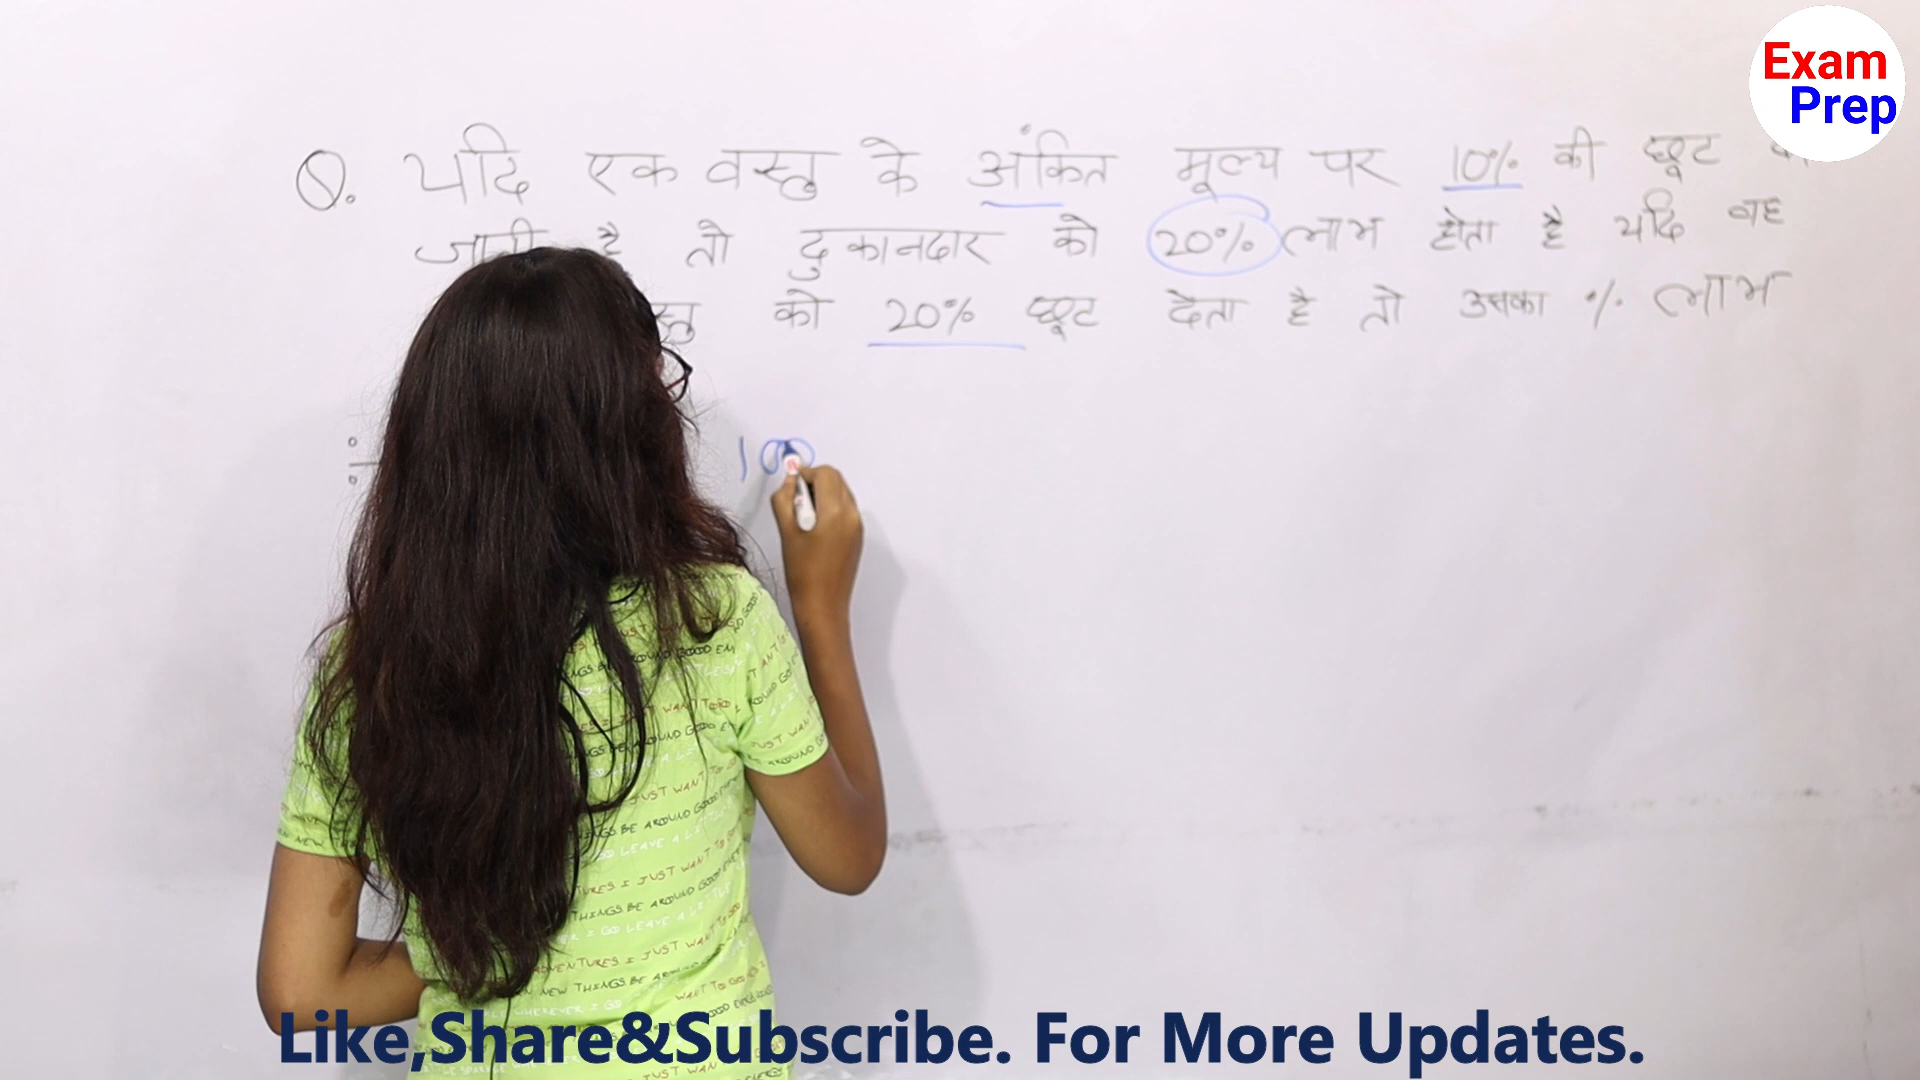 Exam
Prep
Q. यदि एक वस्तु के अंकित मूल्य पर 10% की छूट
है तो दुकानदार को 20% लाभ होता है यदि वह
को 20% छूट देता है तो उसका % लाभ
100
Like,Share&Subscribe. For More Updates.